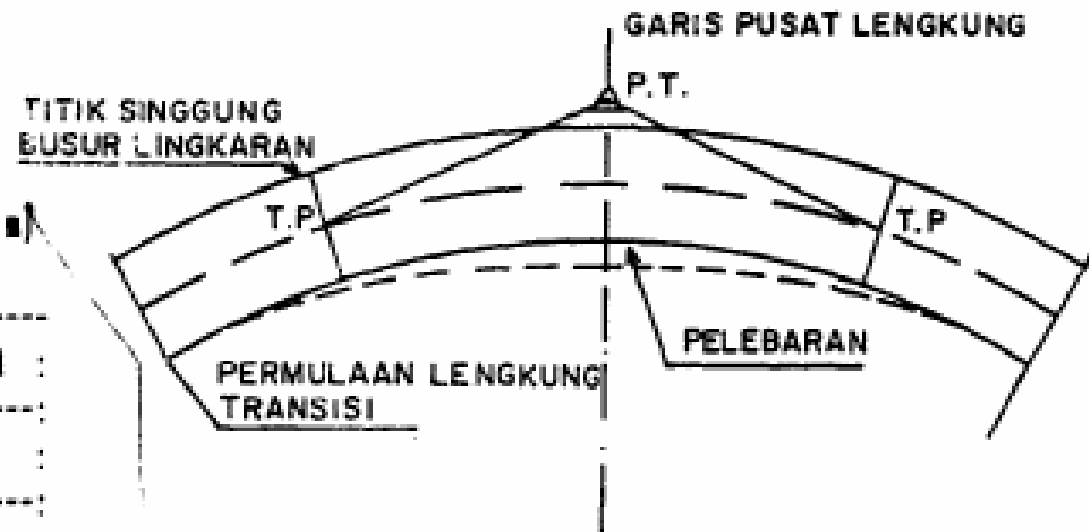 GARIS PUSAT LENGKUNG
P.T.
TITIK SINGGUNG
BUSUR LINGKARAN
T.P
T.P
PELEBARAN
PERMULAAN LENGKUNG
TRANSISI